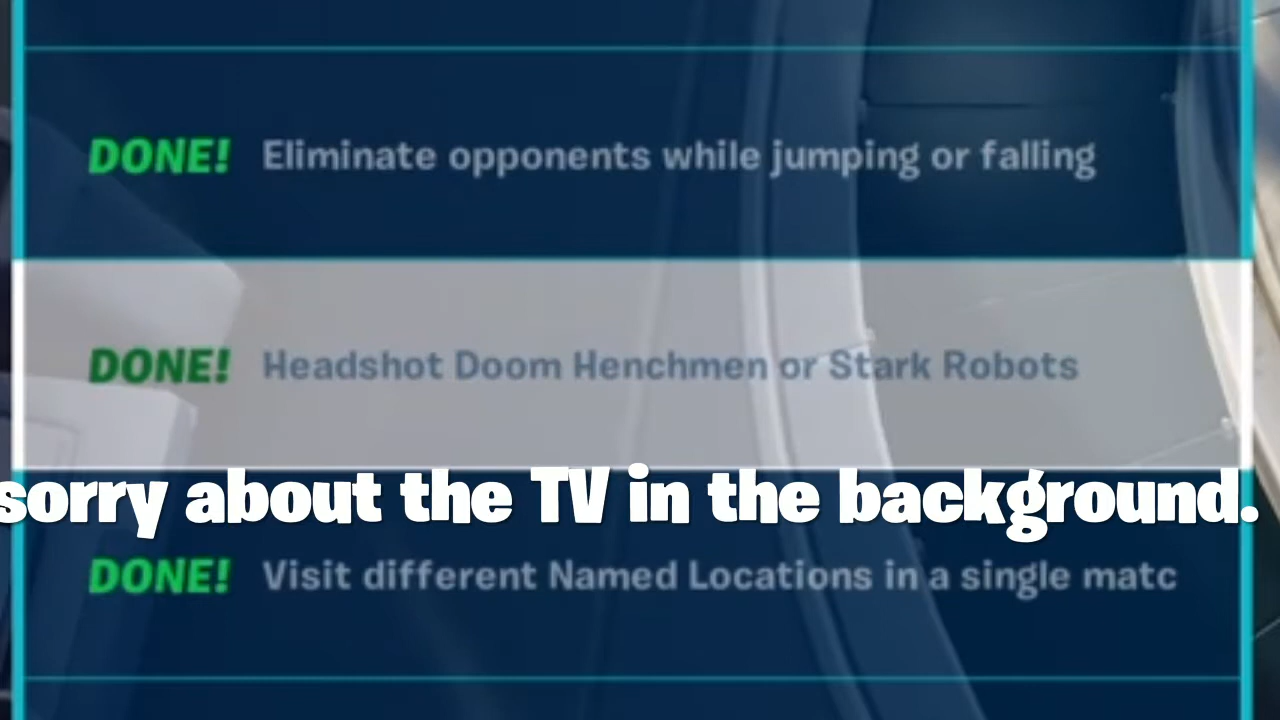 DONE! Eliminate opponents while jumping or falling
DONE! Headshot Doom Henchmen or Stark Robots
sorry about the TV in the background.
DONE! Visit different Named Locations in a single matc